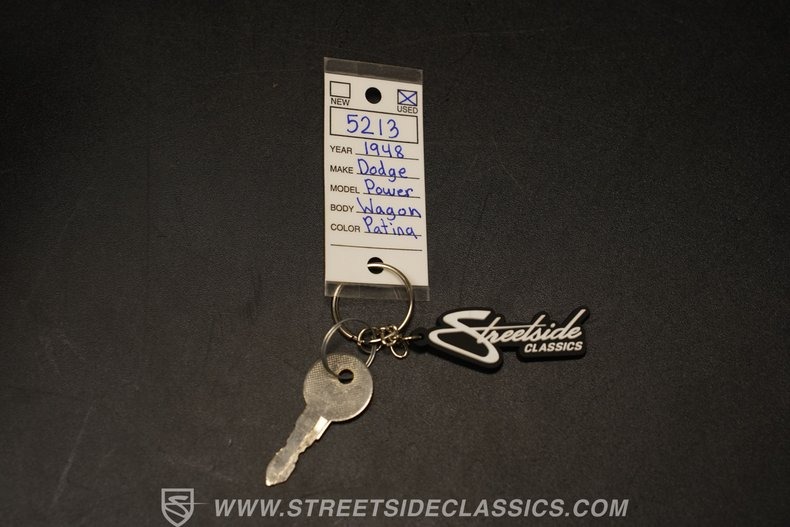 NEW USED
5213
YEAR 1948
MAKE Dodge
MODEL Power
BODY Wagon
COLOR Patina
Streetside
CLASSICS
WWW.STREETSIDECLASSICS.COM